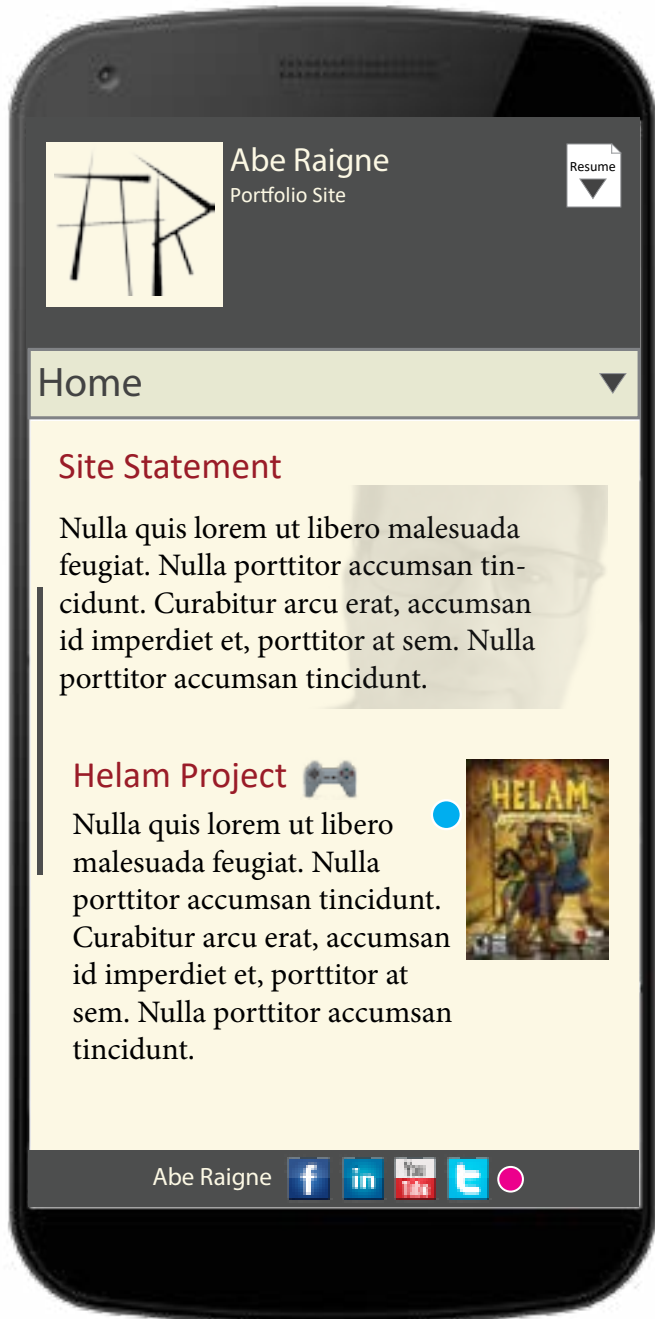 AR
Abe Raigne
Portfolio Site
Resume
Home
Site Statement
Nulla quis lorem ut libero malesuada
feugiat. Nulla porttitor accumsan tin-
cidunt. Curabitur arcu erat, accumsan
id imperdiet et, porttitor at sem. Nulla
porttitor accumsan tincidunt.
Helam Project
Nulla quis lorem ut libero
malesuada feugiat. Nulla
porttitor accumsan tincidunt.
Curabitur arcu erat, accumsan
id imperdiet et, porttitor at
sem. Nulla porttitor accumsan
tincidunt.
HELAM
Abe Raigne
f
in
You
Tube
t